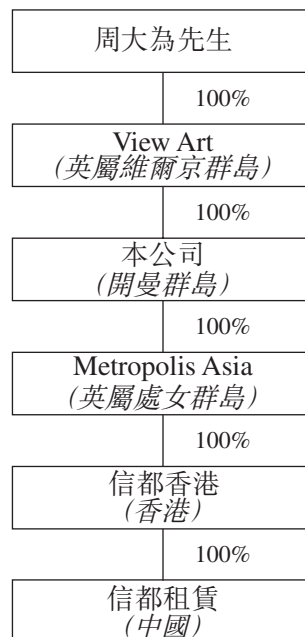 周大為先生
100%
View Art
(英屬維爾京群島)
100%
本公司
(開曼群島)
100%
Metropolis Asia
(英屬處女群島)
100%
信都香港
(香港)
100%
信都租賃
(中國)